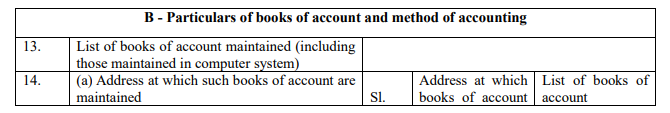 B - Particulars of books of account and method of accounting
13. List of books of account maintained (including
those maintained in computer system)
14. (a) Address at which such books of account are
maintained
Sl.
Address at which
books of account
List of books of
account